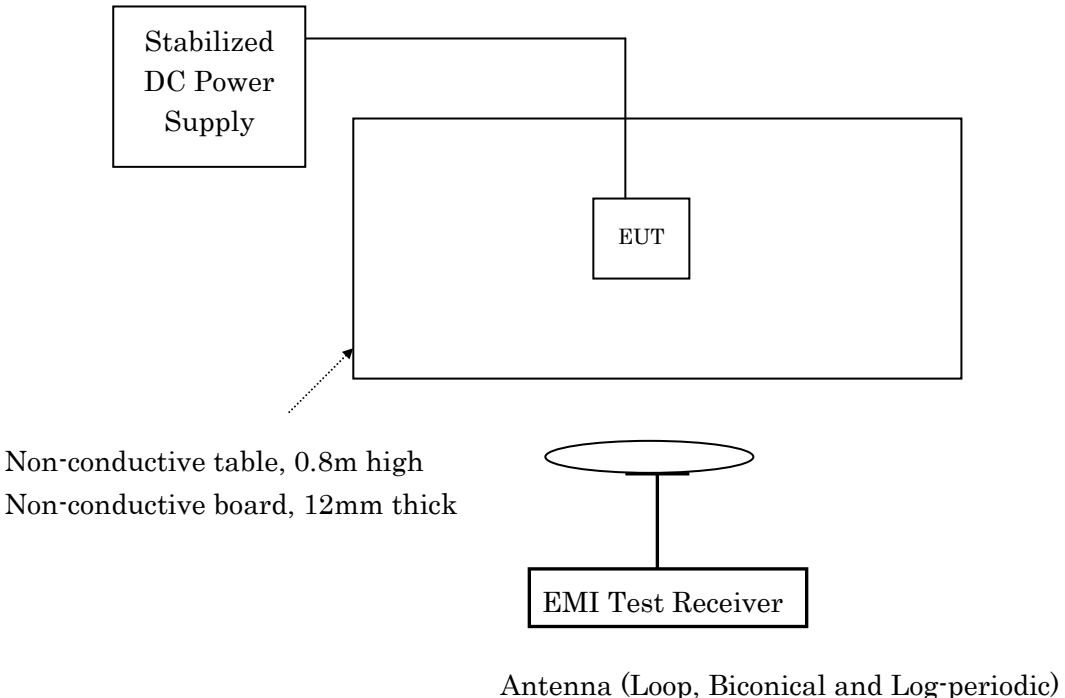 Stabilized
DC Power
Supply
EUT
Non-conductive table, 0.8m high
Non-conductive board, 12mm thick
EMI Test Receiver
Antenna (Loop, Biconical and Log-periodic)